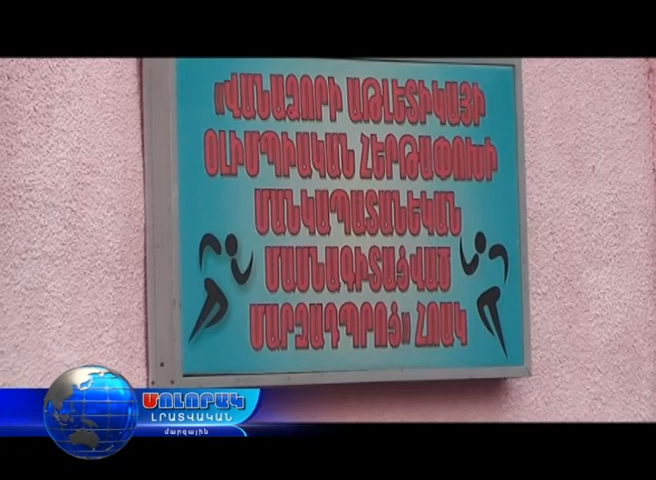 «ՎԱՆԱՁՈՐԻ ԱԹԼԵՏԻԿԱՅԻ
ՕԼԻՄՊԻԱԿԱՆ ՀԵՐԹԱՓՈԽԻ
ՄԱՆԿԱՊԱՏԱՆԵԿԱՆ
ՄԱՍՆԱԳԻՏԱՑՎԱԾ
ՄԱՐԶԱԴՊՐՈՑ» ՀՈԱԿ
ՄՈԼՈՐԱԿ
ԼՐԱՏՎԱԿԱՆ
մարզային